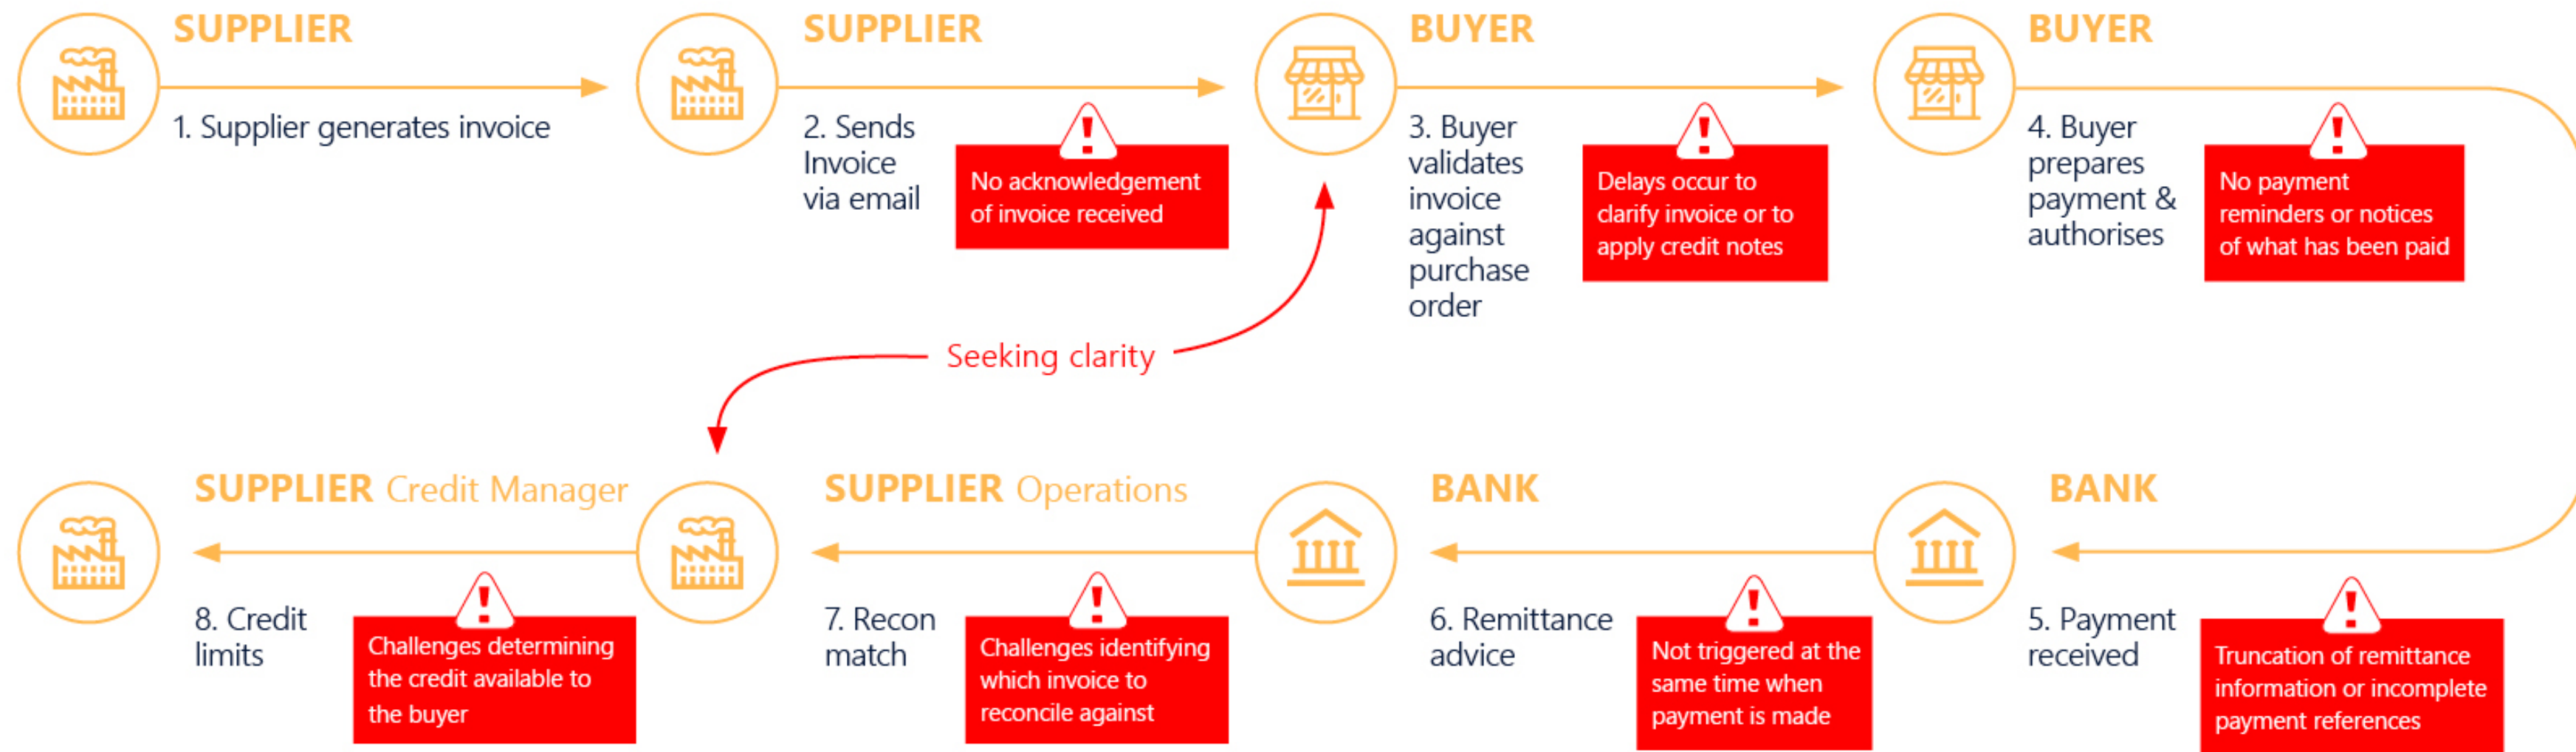 SUPPLIER
1. Supplier generates invoice
SUPPLIER
2. Sends
Invoice
via email
!
No acknowledgement
of invoice received
BUYER
3. Buyer
validates
invoice
against
purchase
order
!
Delays occur to
clarify invoice or to
apply credit notes
BUYER
4. Buyer
prepares
payment &
authorises
!
No payment
reminders or notices
of what has been paid
Seeking clarity
BANK
5. Payment
received
!
Truncation of remittance
information or incomplete
payment references
BANK
6. Remittance
advice
!
Not triggered at the
same time when
payment is made
SUPPLIER Operations
7. Recon
match
!
Challenges identifying
which invoice to
reconcile against
SUPPLIER Credit Manager
8. Credit
limits
!
Challenges determining
the credit available to
the buyer